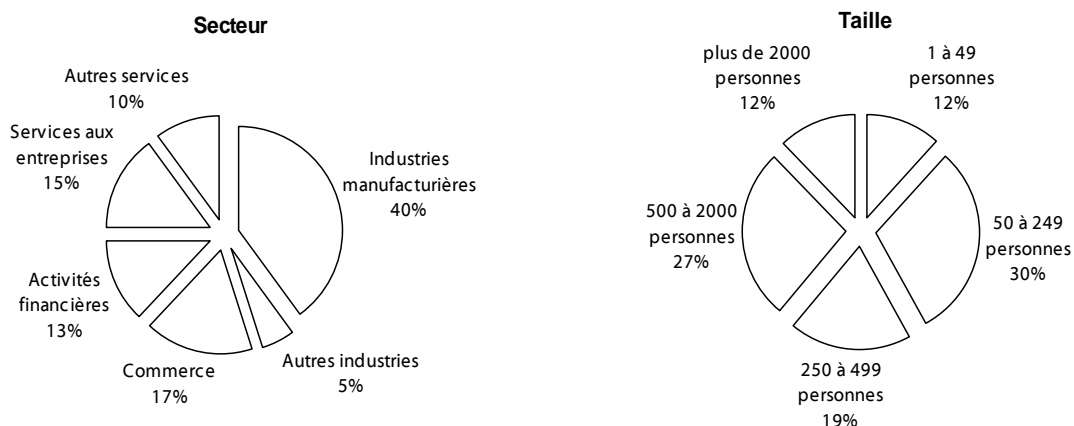 Secteur
Autres services
10%
Services aux
entreprises
15%
Industries
manufacturières
40%
Activités
financières
13%
Commerce
17%
Autres industries
5%
Taille
plus de 2000
personnes
12%
1 à 49
personnes
12%
500 à 2000
personnes
27%
50 à 249
personnes
30%
250 à 499
personnes
19%